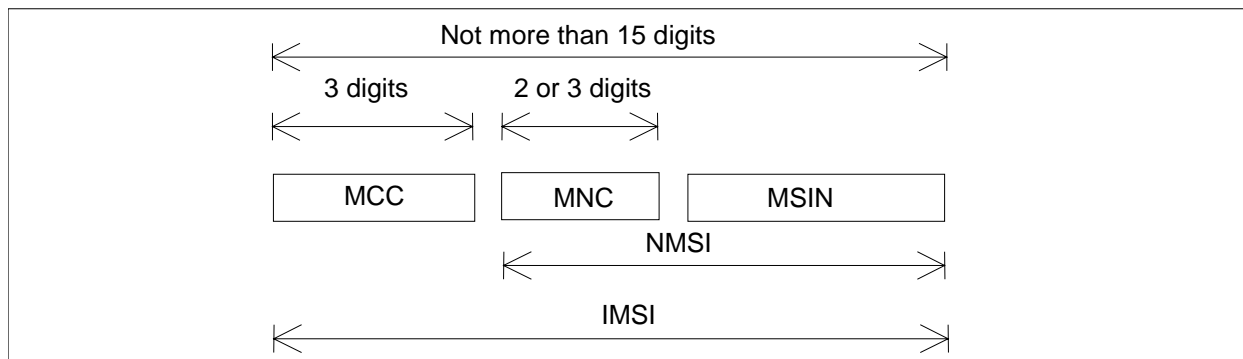 Not more than 15 digits
3 digits 2 or 3 digits
MCC MNC MSIN
NMSI
IMSI